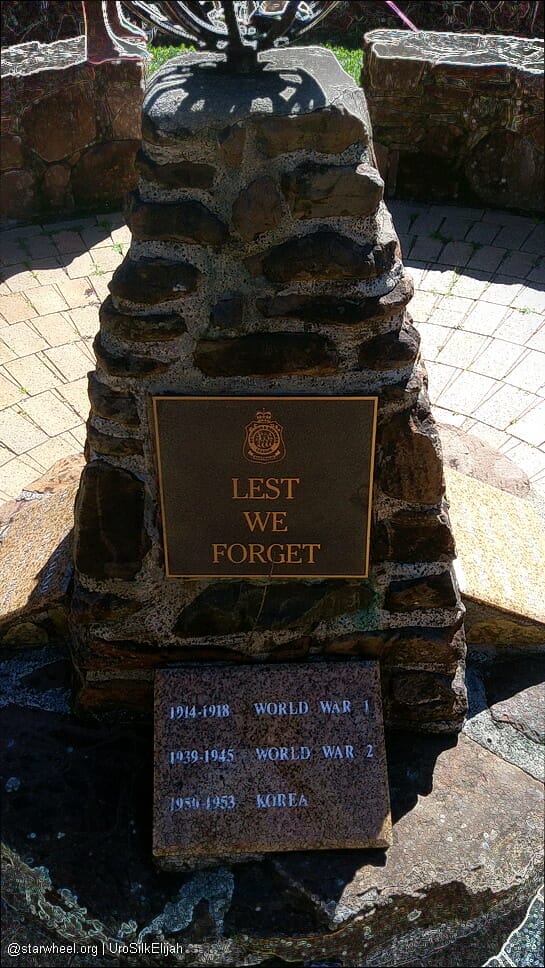 LEST
WE
FORGET
1914-1918 WORLD WAR 1
1939-1945 WORLD WAR 2
1950-1953 KOREA
@starwheel.org | UroSilkElijah